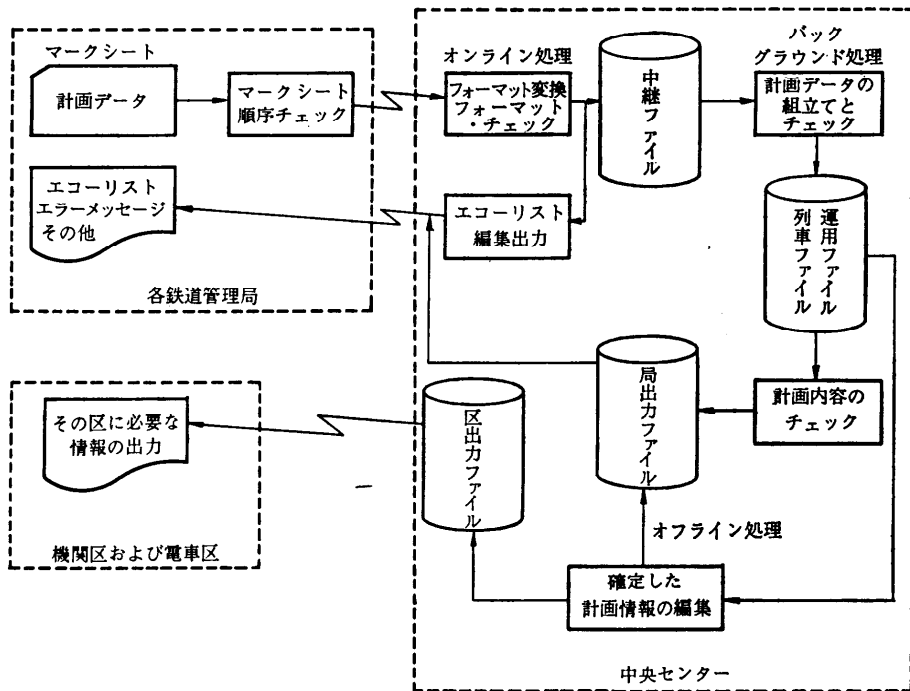 マークシート
計画データ
マークシート
順序チェック
エコーリスト
エラーメッセージ
その他
各鉄道管理局
オンライン処理
フォーマット変換
フォーマット
・チェック
中継ファイル
バック
グラウンド処理
計画データの
組立てと
チェック
エコーリスト
編集出力
運用ファイル
列車ファイル
計画内容の
チェック
局出力ファイル
区出力ファイル
オフライン処理
確定した
計画情報の編集
中央センター
その区に必要な
情報の出力
機関区および電車区